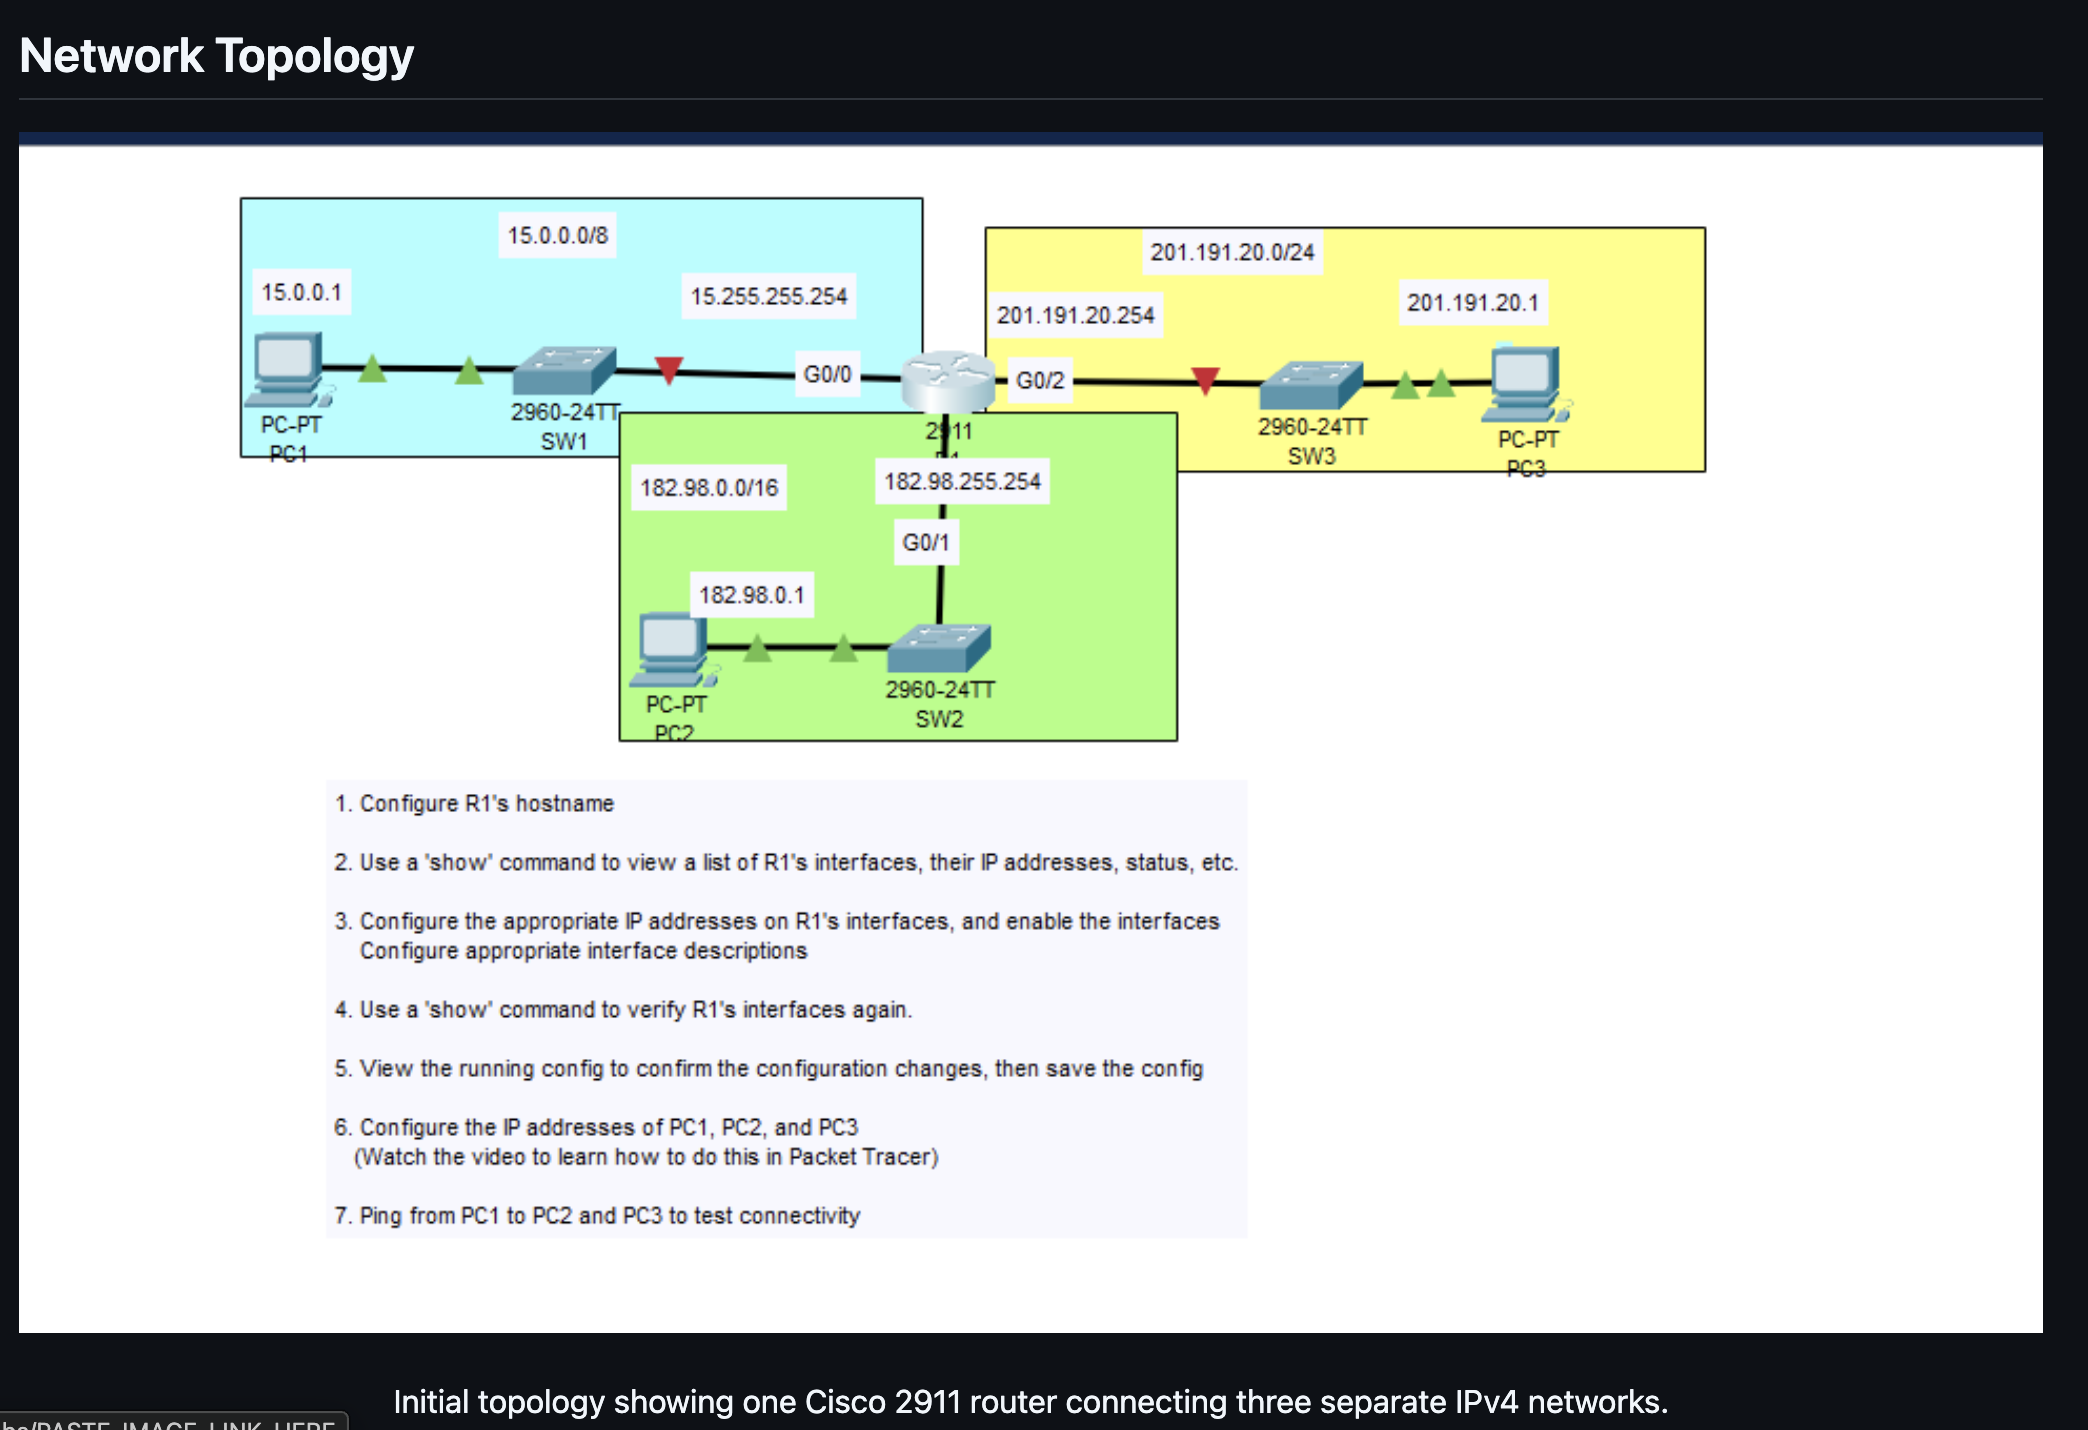 Network Topology
15.0.0.0/8
15.0.0.1
15.255.255.254
G0/0
PC-PT
PC1
2960-24TT
SW1
201.191.20.0/24
201.191.20.254
201.191.20.1
G0/2
2960-24TT
SW3
PC-PT
PC3
2911
R1
182.98.0.0/16
182.98.255.254
G0/1
182.98.0.1
PC-PT
PC2
2960-24TT
SW2
1. Configure R1's hostname
2. Use a 'show' command to view a list of R1's interfaces, their IP addresses, status, etc.
3. Configure the appropriate IP addresses on R1's interfaces, and enable the interfaces
Configure appropriate interface descriptions
4. Use a 'show' command to verify R1's interfaces again.
5. View the running config to confirm the configuration changes, then save the config
6. Configure the IP addresses of PC1, PC2, and PC3
(Watch the video to learn how to do this in Packet Tracer)
7. Ping from PC1 to PC2 and PC3 to test connectivity
Initial topology showing one Cisco 2911 router connecting three separate IPv4 networks.
/PASTE_IMAGE_LINK_HERE